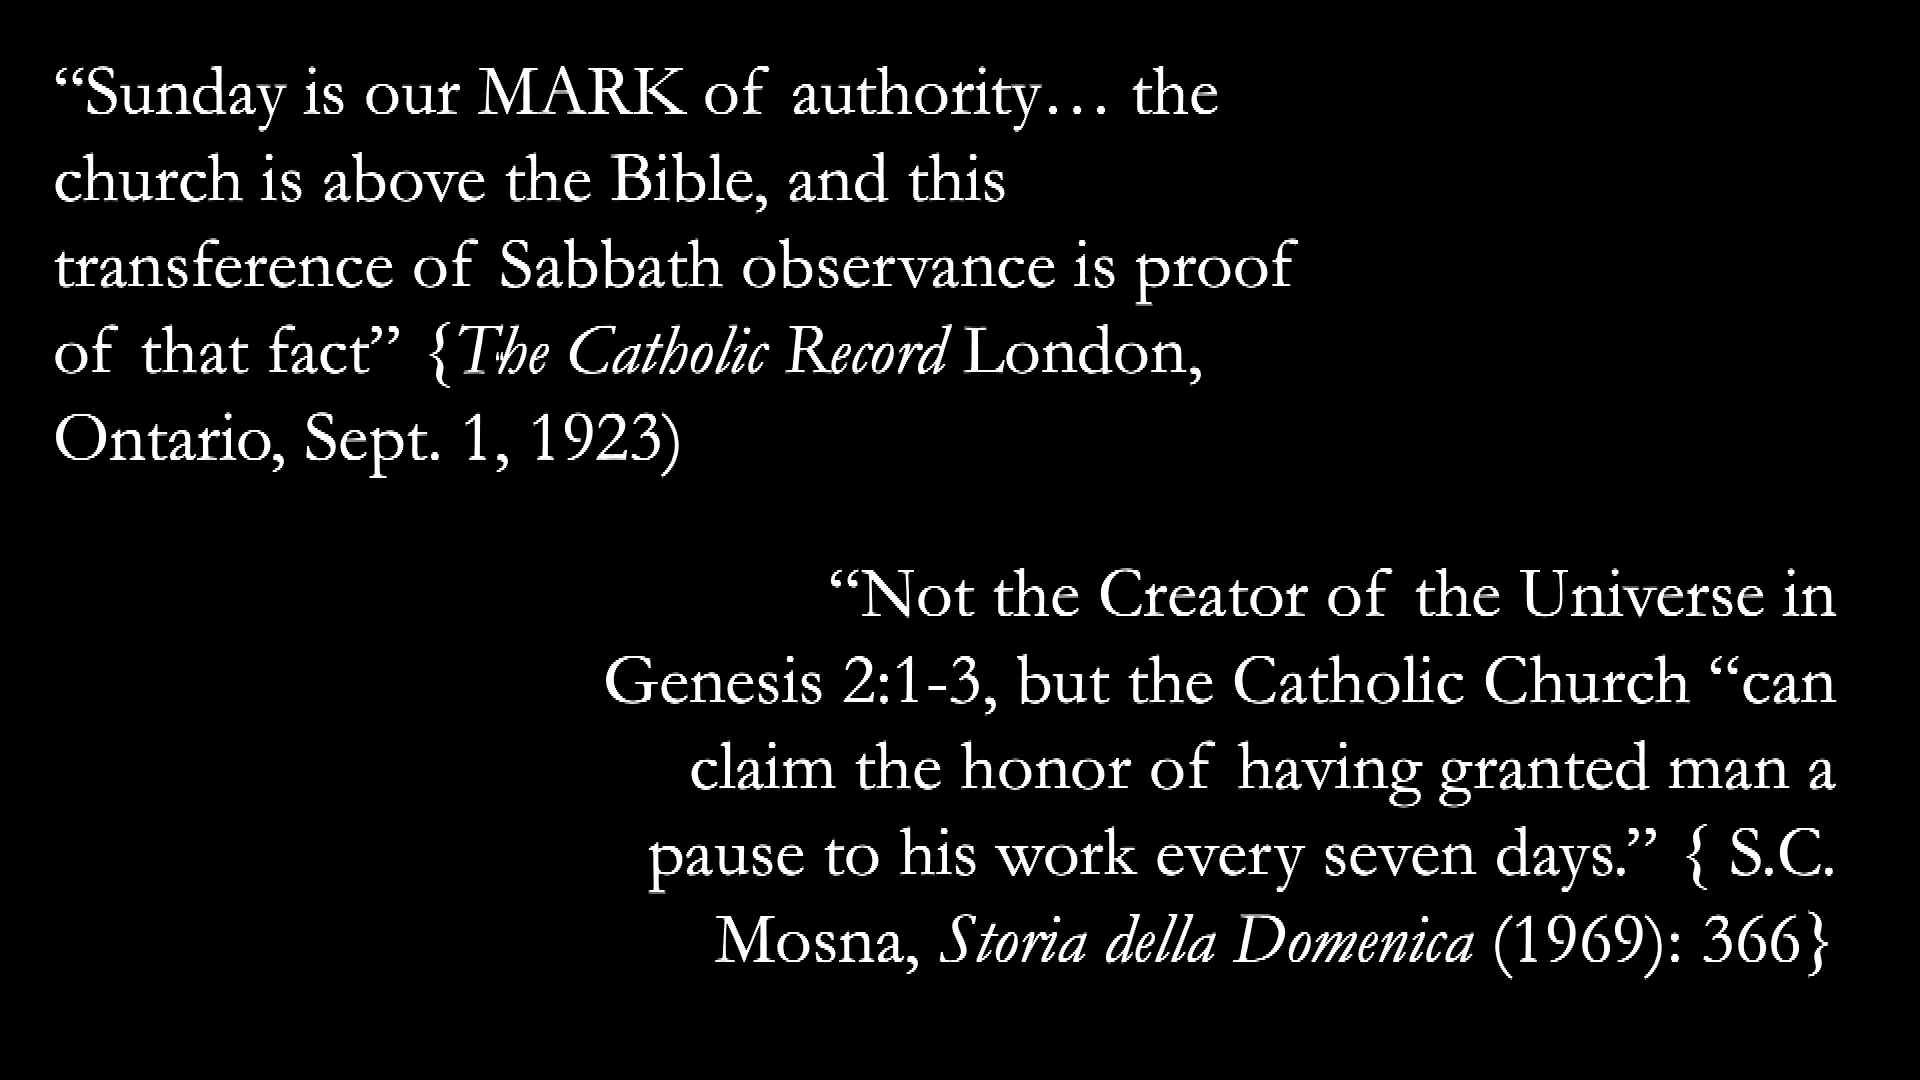 “Sunday is our MARK of authority… the
church is above the Bible, and this
transference of Sabbath observance is proof
of that fact” {The Catholic Record London,
Ontario, Sept. 1, 1923)
“Not the Creator of the Universe in
Genesis 2:1-3, but the Catholic Church “can
claim the honor of having granted man a
pause to his work every seven days.” { S.C.
Mosna, Storia della Domenica (1969): 366}